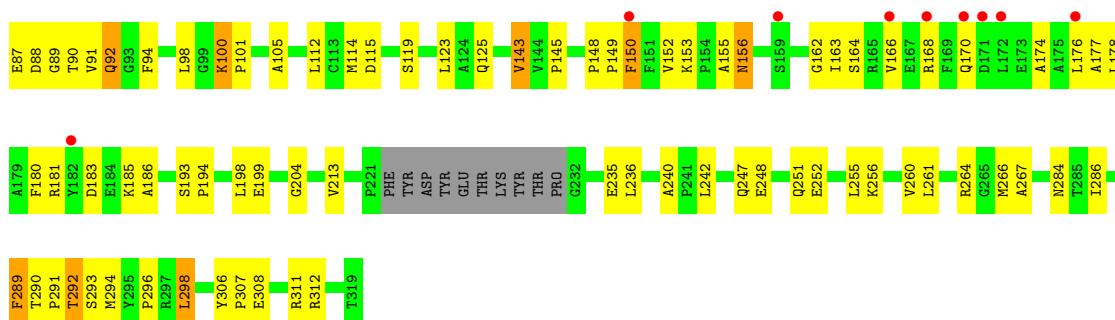 E87 D88 G89 T90 V91 Q92 G93 F94 L98 G99 K100 P101 A105 L112 C113 M114 D115 S119 L123 A124 Q125 V143 V144 P145 P148 P149 F150 F151 V152 K153 P154 A155 N156 S159 G162 I163 S164 R165 V166 E167 R168 F169 Q170 D171 L172 E173 A174 A175 L176 A177 L178
A179 F180 R181 Y182 D183 E184 K185 A186 S193 P194 L198 E199 G204 V213 P221 PHE TYR ASP TYR GLU THR LYS TYR THR PRO G232 E235 L236 A240 P241 L242 Q247 E248 Q251 E252 L255 K256 V260 L261 R264 G265 M266 A267 N284 T285 I286
F289 T290 P291 T292 S293 M294 Y295 P296 R297 L298 Y306 P307 E308 R311 R312 T319